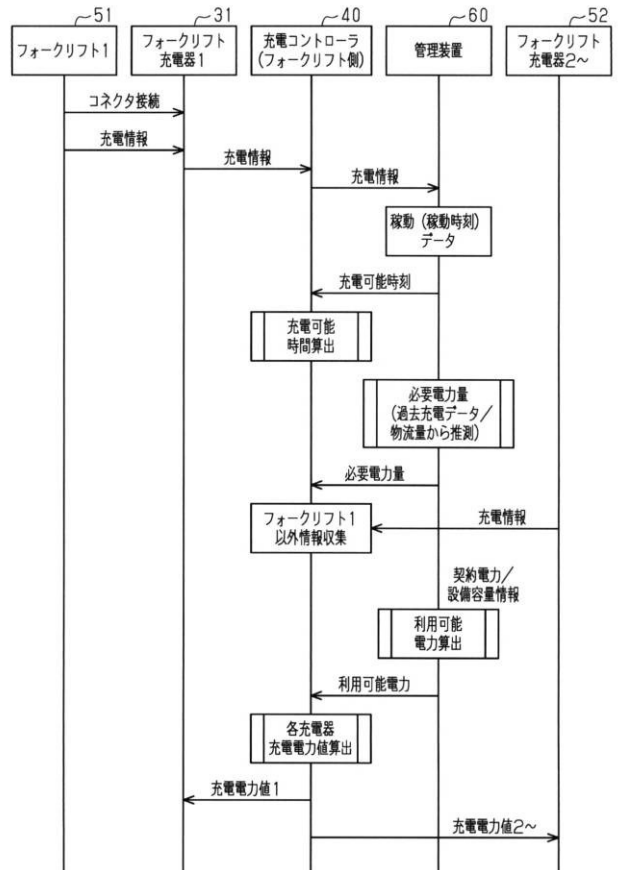 51
31
40
60
52
フォークリフト1
フォークリフト
充電器1
充電コントローラ
(フォークリフト側)
管理装置
フォークリフト
充電器2〜
コネクタ接続
充電情報
充電情報
充電情報
稼動(稼動時刻)
データ
充電可能時刻
充電可能
時間算出
必要電力量
(過去充電データ/
物流量から推測)
必要電力量
フォークリフト1
以外情報収集
充電情報
契約電力/
設備容量情報
利用可能
電力算出
利用可能電力
各充電器
充電電力値算出
充電電力値1
充電電力値2〜